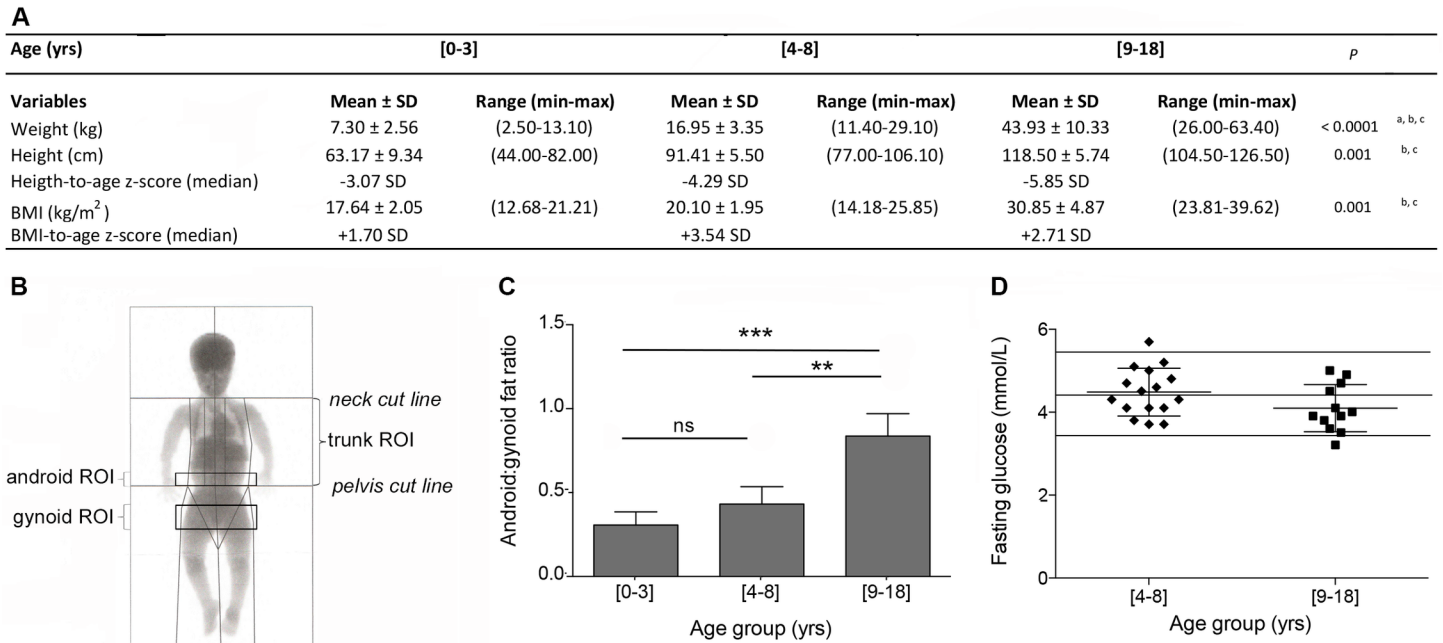 A
Age (yrs) [0-3] [4-8] [9-18] P
Variables Mean ± SD Range (min-max) Mean ± SD Range (min-max) Mean ± SD Range (min-max)
Weight (kg) 7.30 ± 2.56 (2.50-13.10) 16.95 ± 3.35 (11.40-29.10) 43.93 ± 10.33 (26.00-63.40) < 0.0001 a, b, c
Height (cm) 63.17 ± 9.34 (44.00-82.00) 91.41 ± 5.50 (77.00-106.10) 118.50 ± 5.74 (104.50-126.50) 0.001 b, c
Heigth-to-age z-score (median) -3.07 SD -4.29 SD -5.85 SD
BMI (kg/m²) 17.64 ± 2.05 (12.68-21.21) 20.10 ± 1.95 (14.18-25.85) 30.85 ± 4.87 (23.81-39.62) 0.001 b, c
BMI-to-age z-score (median) +1.70 SD +3.54 SD +2.71 SD
B
neck cut line
trunk ROI
android ROI
pelvis cut line
gynoid ROI
C
Android:gynoid fat ratio
1.5
1.0
0.5
0.0
***
**
ns
[0-3] [4-8] [9-18]
Age group (yrs)
D
Fasting glucose (mmol/L)
6
4
2
0
[4-8] [9-18]
Age group (yrs)